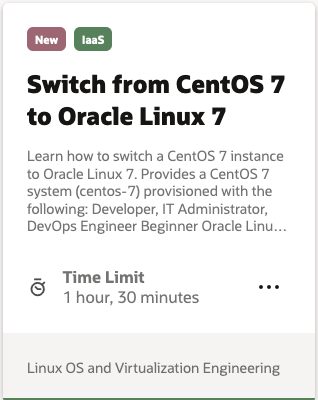 New IaaS
Switch from CentOS 7
to Oracle Linux 7
Learn how to switch a CentOS 7 instance
to Oracle Linux 7. Provides a CentOS 7
system (centos-7) provisioned with the
following: Developer, IT Administrator,
DevOps Engineer Beginner Oracle Linu...
Time Limit
1 hour, 30 minutes
Linux OS and Virtualization Engineering